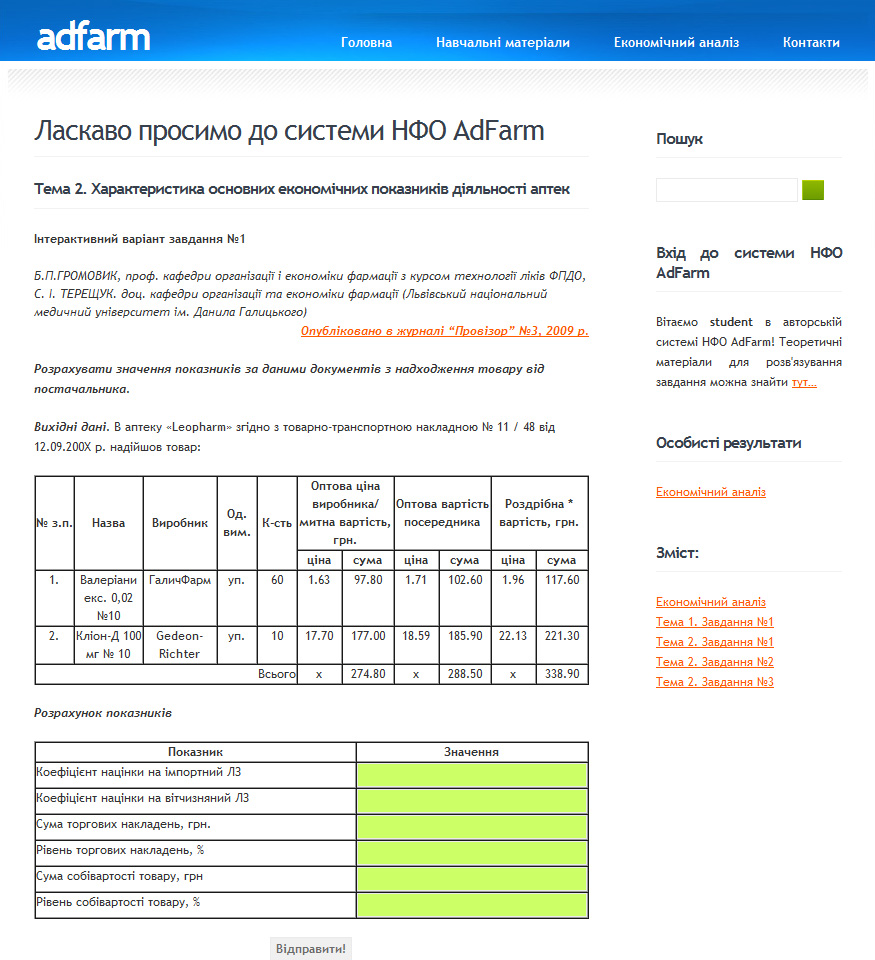 adfarm
Головна Навчальні матеріали Економічний аналіз Контакти
Ласкаво просимо до системи НФО AdFarm
Тема 2. Характеристика основних економічних показників діяльності аптек
Інтерактивний варіант завдання №1
Б.П.ГРОМОВИК, проф. кафедри організації і економіки фармації з курсом технології ліків ФПДО,
С. І. ТЕРЕЩУК. доц. кафедри організації та економіки фармації (Львівський національний
медичний університет ім. Данила Галицького)
Опубліковано в журналі “Провізор” №3, 2009 р.
Розрахувати значення показників за даними документів з надходження товару від
постачальника.
Вихідні дані. В аптеку «Leopharm» згідно з товарно-транспортною накладною № 11 / 48 від
12.09.200X р. надійшов товар:
№ з.п. Назва Виробник Од. вим. К-сть Оптова ціна виробника/ митна вартість, грн. Оптова вартість посередника Роздрібна * вартість, грн.
ціна сума ціна сума ціна сума
1. Валеріани екс. 0,02 №10 ГаличФарм уп. 60 1.63 97.80 1.71 102.60 1.96 117.60
2. Кліон-Д 100 мг № 10 Gedeon-Richter уп. 10 17.70 177.00 18.59 185.90 22.13 221.30
Всього х 274.80 х 288.50 х 338.90
Розрахунок показників
Показник Значення
Коефіцієнт націнки на імпортний ЛЗ
Коефіцієнт націнки на вітчизняний ЛЗ
Сума торгових накладень, грн.
Рівень торгових накладень, %
Сума собівартості товару, грн
Рівень собівартості товару, %
Відправити!
Пошук
Вхід до системи НФО
AdFarm
Вітаємо student в авторській
системі НФО AdFarm! Теоретичні
матеріали для розв'язування
завдання можна знайти тут...
Особисті результати
Економічний аналіз
Зміст:
Економічний аналіз
Тема 1. Завдання №1
Тема 2. Завдання №1
Тема 2. Завдання №2
Тема 2. Завдання №3